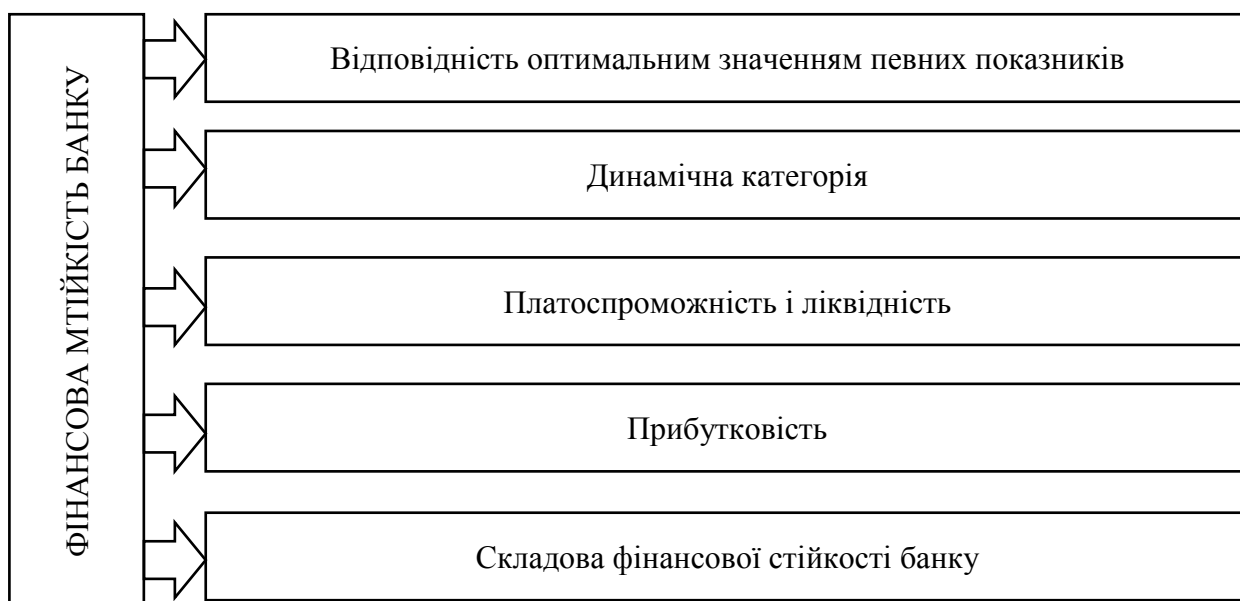 ФІНАНСОВА МТІЙКІСТЬ БАНКУ
Відповідність оптимальним значенням певних показників
Динамічна категорія
Платоспроможність і ліквідність
Прибутковість
Складова фінансової стійкості банку